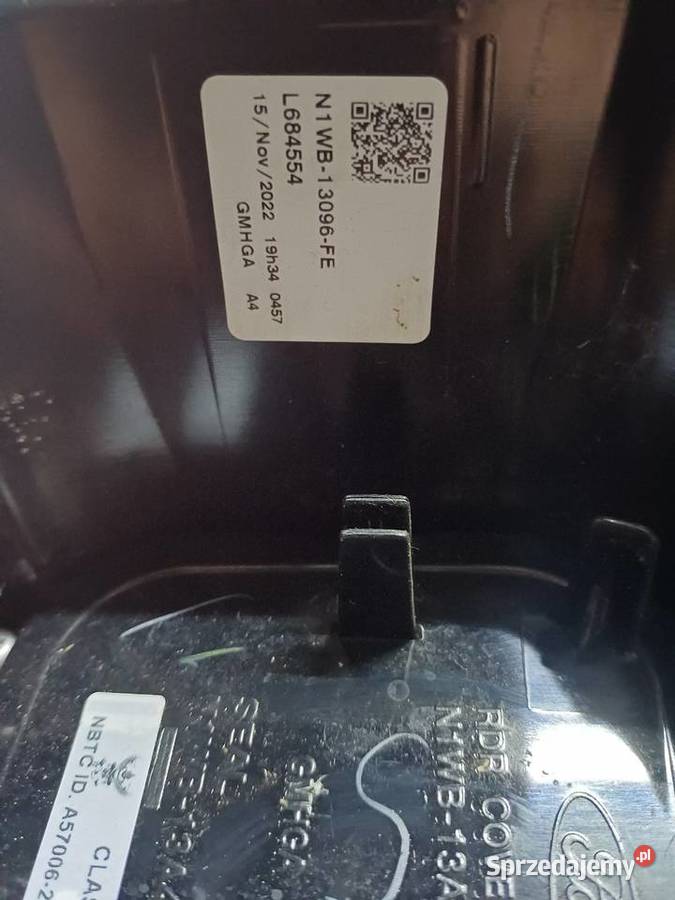 N1WB-13096-FE
L684554
15/Nov/2022 19h34 0457
GMHGA A4
RDR COVE
N1WB-13A
GMHGA
SEAL
CLAS
NBTC ID. A57006-2
Sprzedajemy.pl